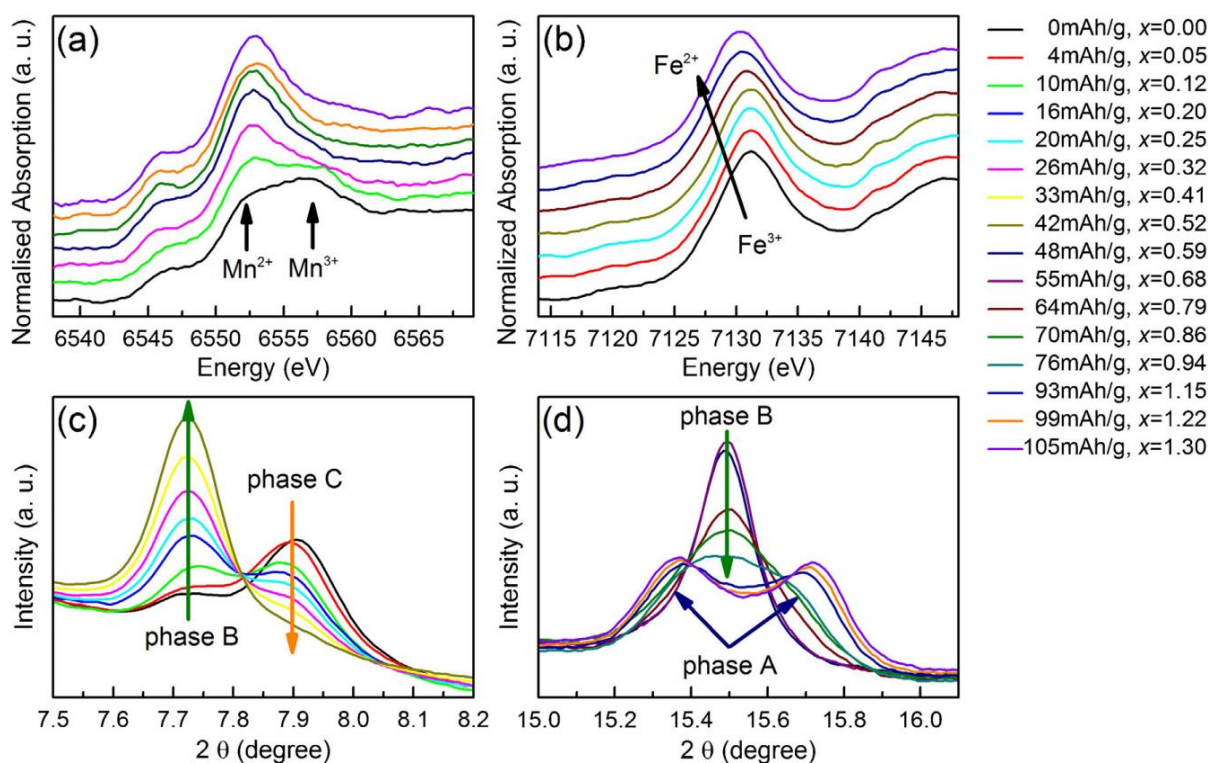 (a)
Normalised Absorption (a. u.)
Mn²⁺
Mn³⁺
6540 6545 6550 6555 6560 6565
Energy (eV)
(b)
Normalized Absorption (a. u.)
Fe²⁺
Fe³⁺
7115 7120 7125 7130 7135 7140 7145
Energy (eV)
0mAh/g, x=0.00
4mAh/g, x=0.05
10mAh/g, x=0.12
16mAh/g, x=0.20
20mAh/g, x=0.25
26mAh/g, x=0.32
33mAh/g, x=0.41
42mAh/g, x=0.52
48mAh/g, x=0.59
55mAh/g, x=0.68
64mAh/g, x=0.79
70mAh/g, x=0.86
76mAh/g, x=0.94
93mAh/g, x=1.15
99mAh/g, x=1.22
105mAh/g, x=1.30
(c)
Intensity (a. u.)
phase C
phase B
7.5 7.6 7.7 7.8 7.9 8.0 8.1 8.2
2 θ (degree)
(d)
Intensity (a. u.)
phase B
phase A
15.0 15.2 15.4 15.6 15.8 16.0
2 θ (degree)